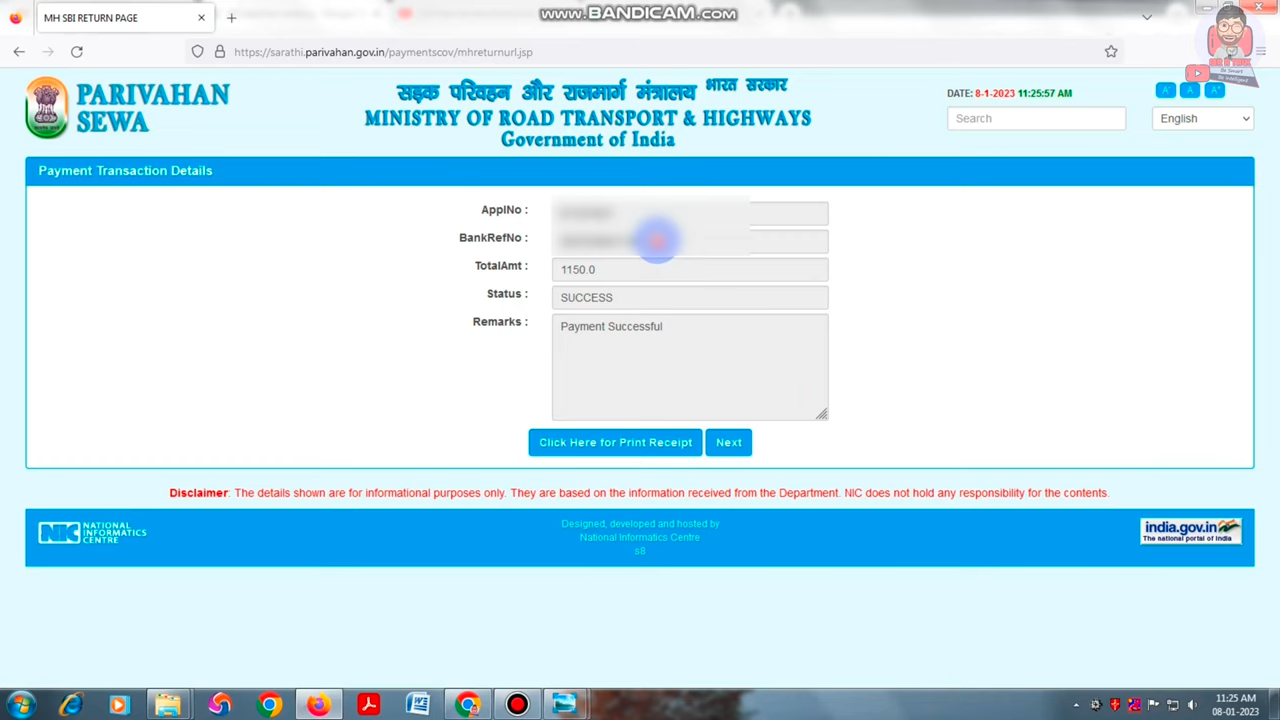 www.BANDICAM.com
MH SBI RETURN PAGE
https://sarathi.parivahan.gov.in/paymentscov/mhreturnurl.jsp
PARIVAHAN
SEWA
सड़क परिवहन और राजमार्ग मंत्रालय भारत सरकार
MINISTRY OF ROAD TRANSPORT & HIGHWAYS
Government of India
DATE: 8-1-2023 11:25:57 AM
A- A A+
Search
English
Payment Transaction Details
ApplNo :
BankRefNo :
TotalAmt : 1150.0
Status : SUCCESS
Remarks : Payment Successful
Click Here for Print Receipt Next
Disclaimer: The details shown are for informational purposes only. They are based on the information received from the Department. NIC does not hold any responsibility for the contents.
NIC NATIONAL
INFORMATICS
CENTRE
Designed, developed and hosted by
National Informatics Centre
s8
india.gov.in
The national portal of India
11:25 AM
08-01-2023